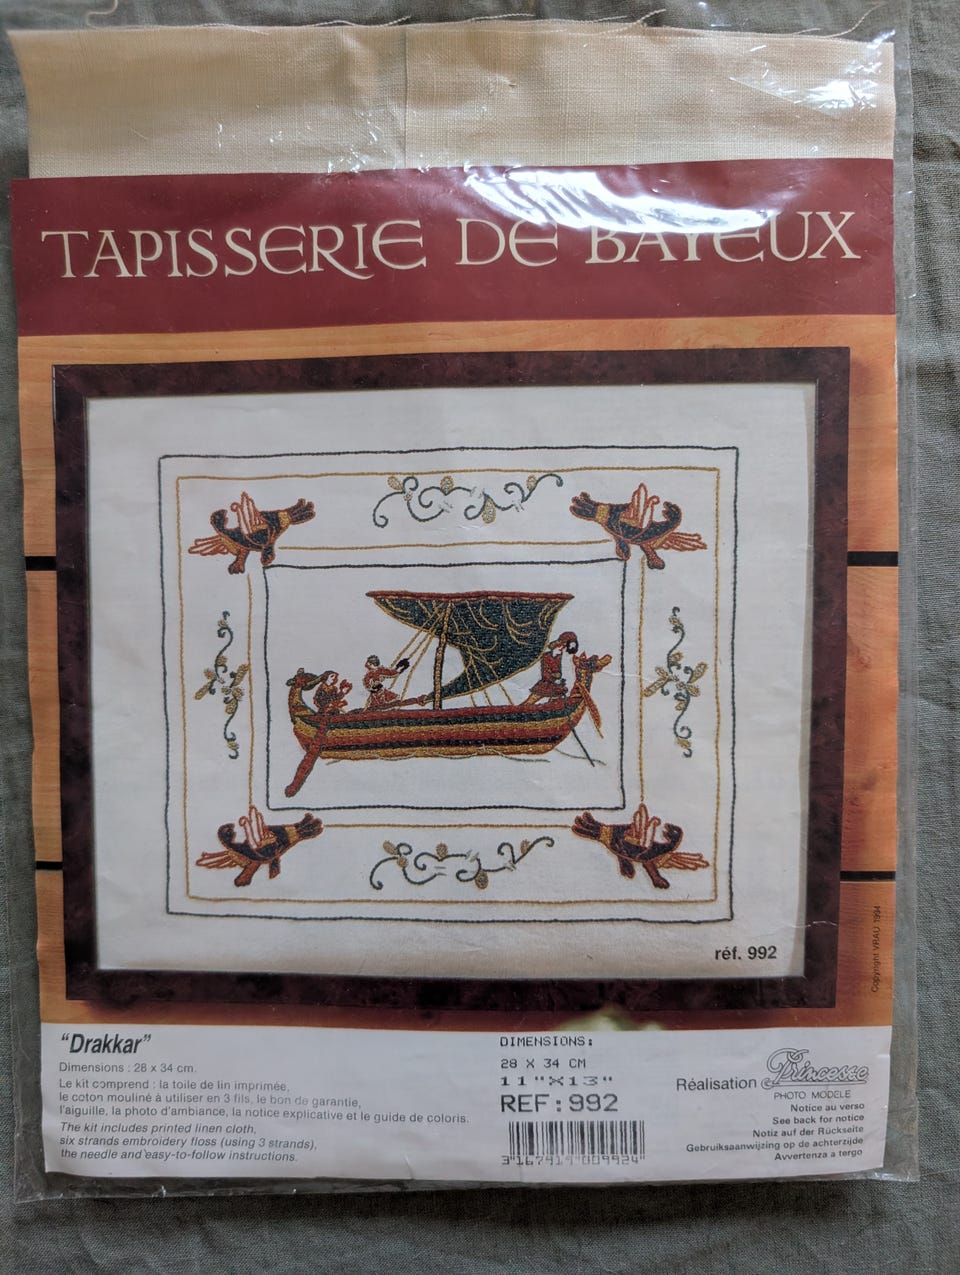 TAPISSERIE DE BAYEUX
réf. 992
Copyright VRAU 1994
"Drakkar"
Dimensions : 28 x 34 cm.
Le kit comprend : la toile de lin imprimée,
le coton mouliné à utiliser en 3 fils, le bon de garantie,
l'aiguille, la photo d'ambiance, la notice explicative et le guide de coloris.
The kit includes printed linen cloth,
six strands embroidery floss (using 3 strands),
the needle and easy-to-follow instructions.
DIMENSIONS:
28 X 34 CM
11"X13"
REF:992
3 167919 009924
Réalisation Princesse
PHOTO MODELE
Notice au verso
See back for notice
Notiz auf der Rückseite
Gebruiksaanwijzing op de achterzijde
Avvertenza a tergo